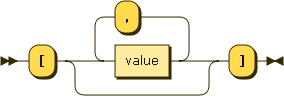 ,
[ value ]